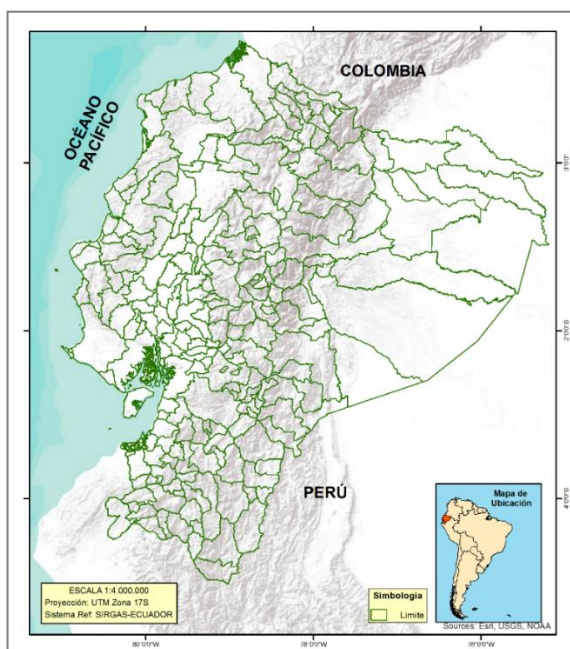 COLOMBIA
OCÉANO
PACÍFICO
0°0'0"
2°0'0"S
PERÚ
4°0'0"S
Mapa de
Ubicación
ESCALA 1:4.000.000
Proyección: UTM Zona 17S
Sistema.Ref: SIRGAS-ECUADOR
Simbología
Limite
Sources: Esri, USGS, NOAA
80°0'0"W
78°0'0"W
76°0'0"W